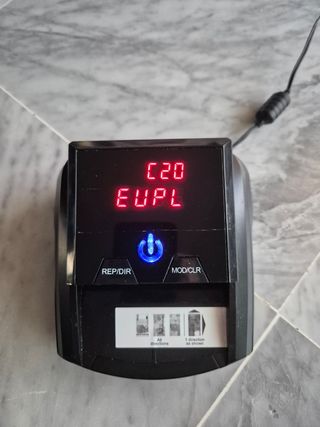 C20
EUPL
REP/DIR
MOD/CLR
All directions
1 direction as shown